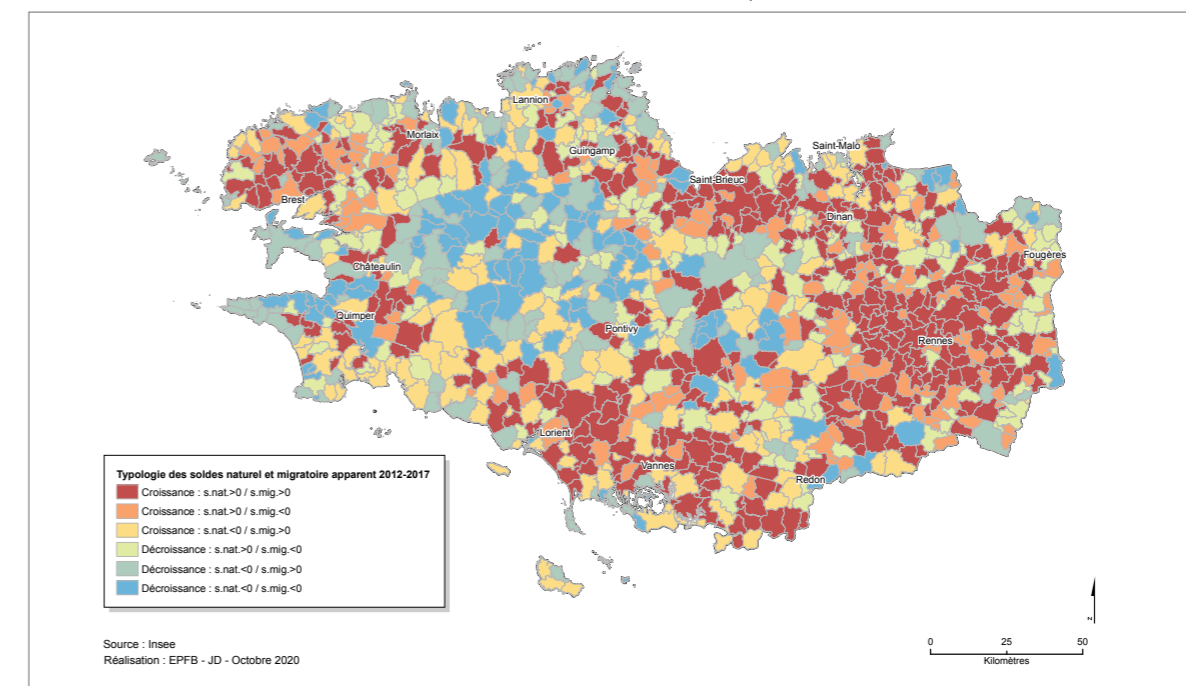 Lannion
Morlaix
Guingamp
Saint-Malo
Saint-Brieuc
Brest
Dinan
Fougères
Châteaulin
Quimper
Pontivy
Rennes
Lorient
Vannes
Redon
Typologie des soldes naturel et migratoire apparent 2012-2017
Croissance : s.nat.>0 / s.mig.>0
Croissance : s.nat.>0 / s.mig.<0
Croissance : s.nat.<0 / s.mig.>0
Décroissance : s.nat.>0 / s.mig.<0
Décroissance : s.nat.<0 / s.mig.>0
Décroissance : s.nat.<0 / s.mig.<0
Source : Insee
Réalisation : EPFB - JD - Octobre 2020
N
0 25 50
Kilomètres